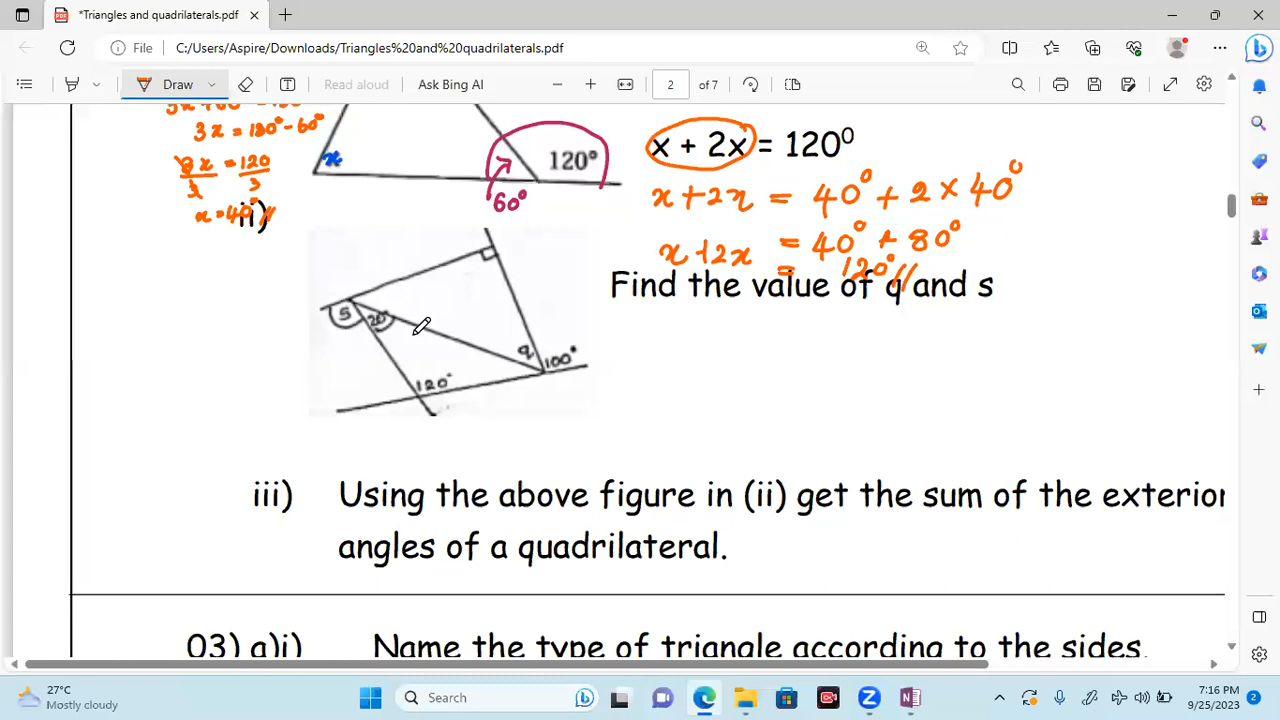 *Triangles and quadrilaterals.pdf
File C:/Users/Aspire/Downloads/Triangles%20and%20quadrilaterals.pdf
Draw Read aloud Ask Bing AI 2 of 7
3x = 180° - 60°
x = 120
3 3
x = 40° //
x
60°
120°
x + 2x = 120⁰
x + 2x = 40° + 2 × 40°
x + 2x = 40° + 80°
= 120° //
ii)
Find the value of q and s
S
20°
q
100°
120°
iii) Using the above figure in (ii) get the sum of the exterior
angles of a quadrilateral.
03) a)i) Name the type of triangle according to the sides.
27°C
Mostly cloudy
Search
7:16 PM
9/25/2023
2